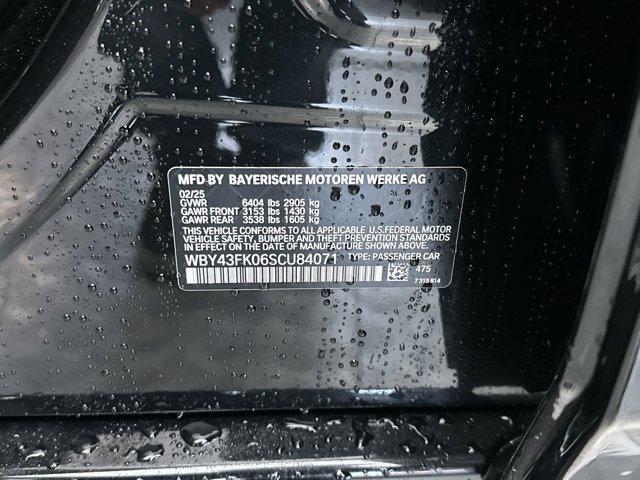 MFD BY BAYERISCHE MOTOREN WERKE AG
02/25
GVWR 6404 lbs 2905 kg
GAWR FRONT 3153 lbs 1430 kg
GAWR REAR 3538 lbs 1605 kg
THIS VEHICLE CONFORMS TO ALL APPLICABLE U.S. FEDERAL MOTOR
VEHICLE SAFETY, BUMPER AND THEFT PREVENTION STANDARDS
IN EFFECT ON THE DATE OF MANUFACTURE SHOWN ABOVE.
WBY43FK06SCU84071 TYPE: PASSENGER CAR
475
7 315 814